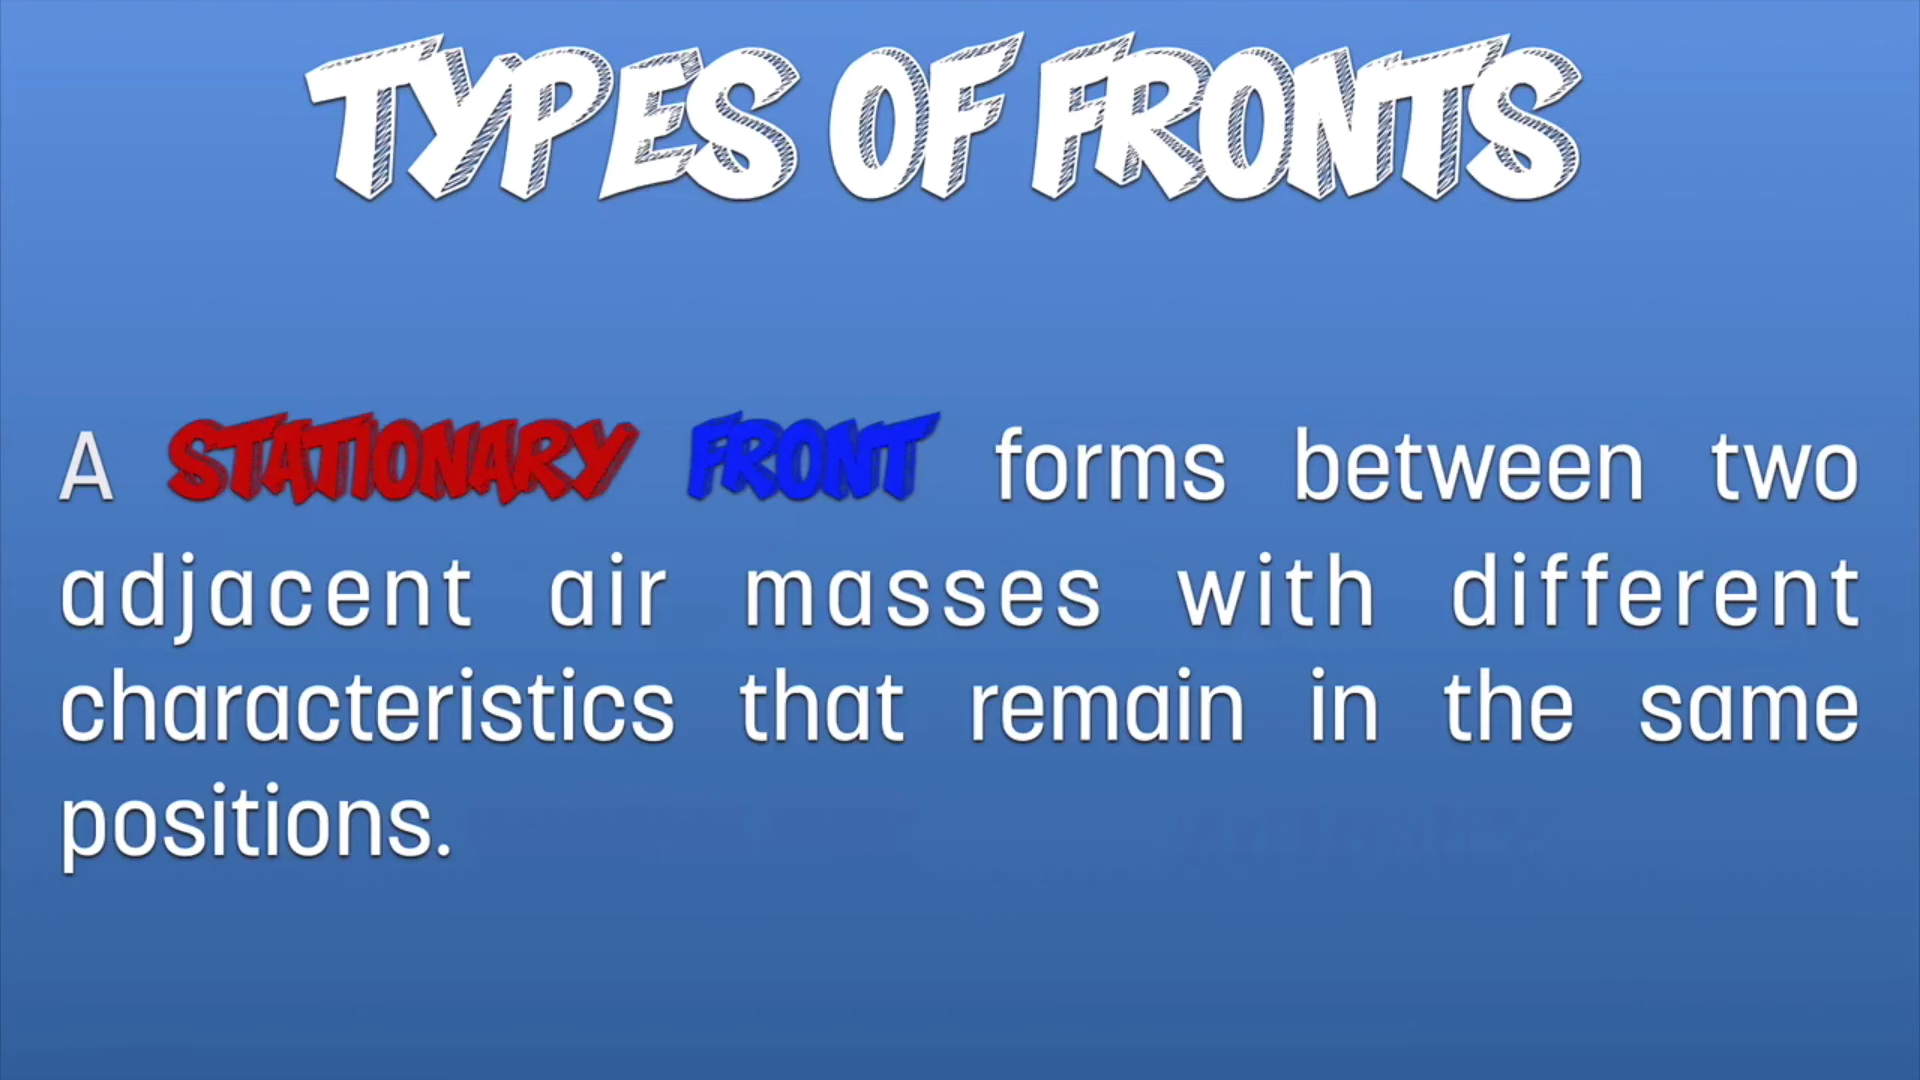 TYPES OF FRONTS
A STATIONARY FRONT forms between two
adjacent air masses with different
characteristics that remain in the same
positions.